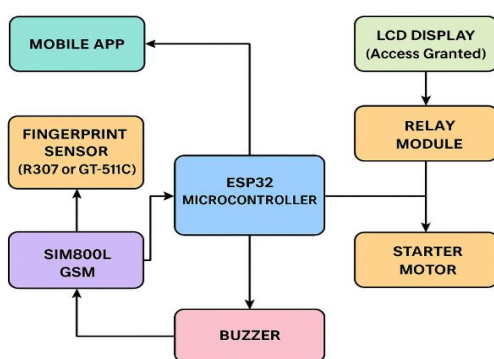 MOBILE APP
LCD DISPLAY
(Access Granted)
FINGERPRINT
SENSOR
(R307 or GT-511C)
RELAY
MODULE
ESP32
MICROCONTROLLER
SIM800L
GSM
STARTER
MOTOR
BUZZER